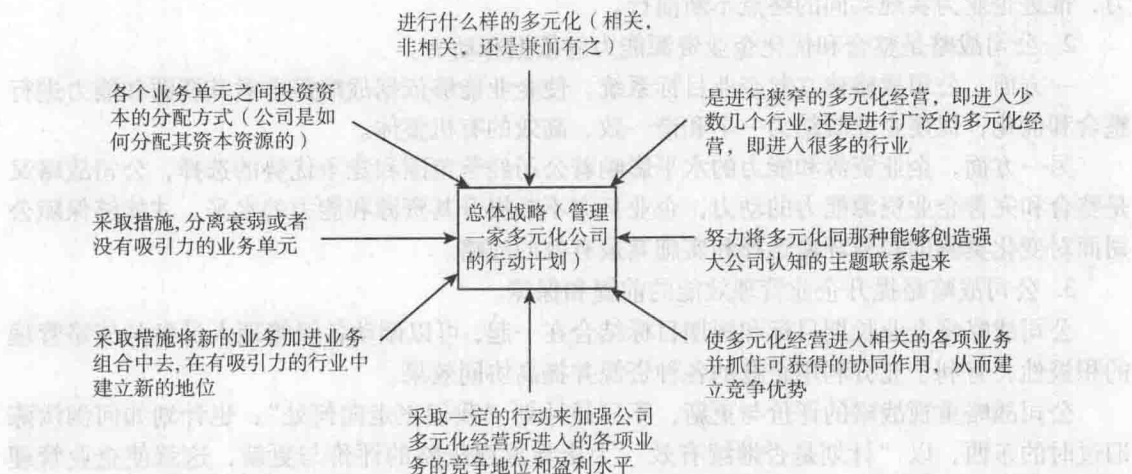 进行什么样的多元化（相关，
非相关，还是兼而有之）
各个业务单元之间投资资
本的分配方式（公司是如
何分配其资本资源的）
是进行狭窄的多元化经营，即进入少
数几个行业，还是进行广泛的多元化经
营，即进入很多的行业
采取措施，分离衰弱或者
没有吸引力的业务单元
总体战略（管理
一家多元化公司
的行动计划）
努力将多元化同那种能够创造强
大公司认知的主题联系起来
采取措施将新的业务加进业务
组合中去，在有吸引力的行业中
建立新的地位
使多元化经营进入相关的各项业务
并抓住可获得的协同作用，从而建
立竞争优势
采取一定的行动来加强公司
多元化经营所进入的各项业
务的竞争地位和盈利水平